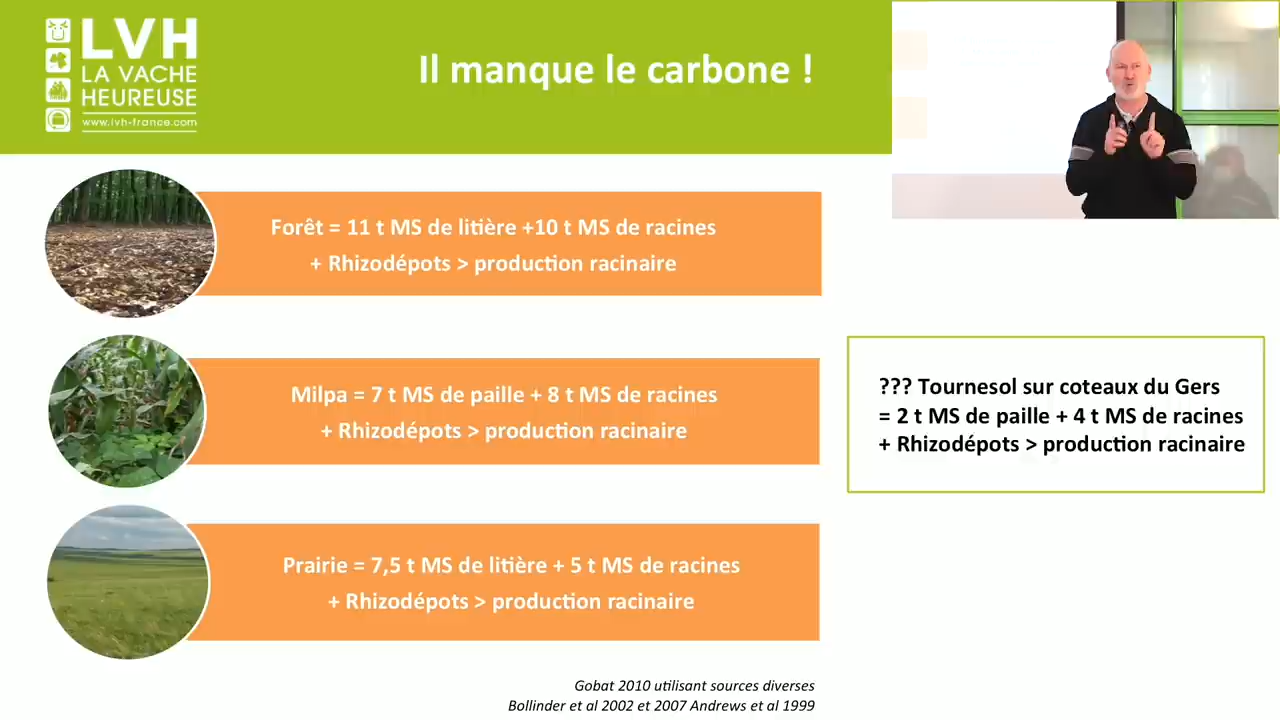 LVH
LA VACHE
HEUREUSE
www.lvh-france.com
Il manque le carbone !
Forêt = 11 t MS de litière +10 t MS de racines
+ Rhizodépots > production racinaire
Milpa = 7 t MS de paille + 8 t MS de racines
+ Rhizodépots > production racinaire
Prairie = 7,5 t MS de litière + 5 t MS de racines
+ Rhizodépots > production racinaire
??? Tournesol sur coteaux du Gers
= 2 t MS de paille + 4 t MS de racines
+ Rhizodépots > production racinaire
Gobat 2010 utilisant sources diverses
Bollinder et al 2002 et 2007 Andrews et al 1999